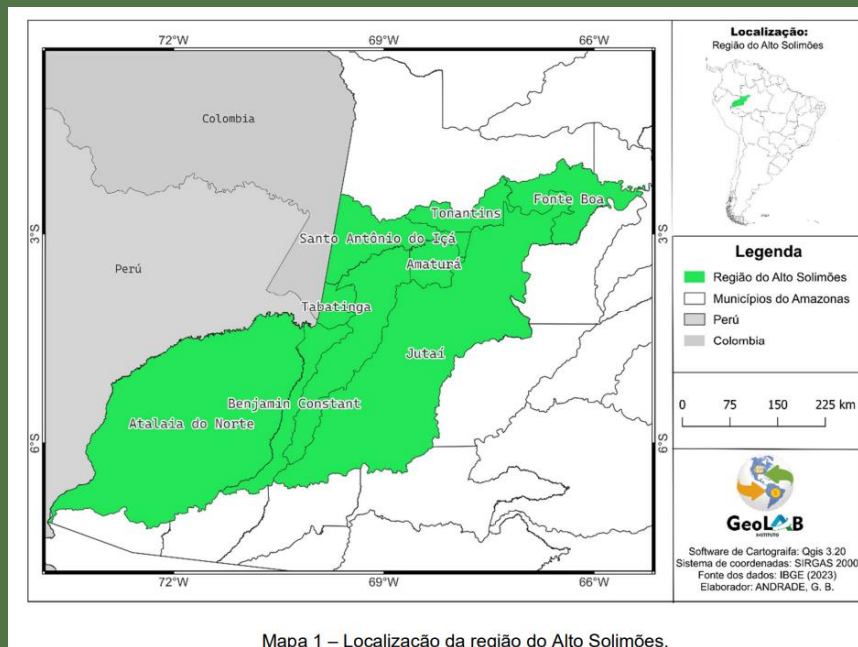 72°W
69°W
66°W
3°S
6°S
Colombia
Perú
Fonte Boa
Tonantins
Santo Antônio do Içá
Amaturá
Tabatinga
Jutaí
Benjamin Constant
Atalaia do Norte
3°S
6°S
72°W
69°W
66°W
Localização:
Região do Alto Solimões
Legenda
Região do Alto Solimões
Municípios do Amazonas
Perú
Colombia
0 75 150 225 km
GeoLAB
INSTITUTO
Software de Cartograifa: Qgis 3.20
Sistema de coordenadas: SIRGAS 2000
Fonte dos dados: IBGE (2023)
Elaborador: ANDRADE, G. B.
Mapa 1 – Localização da região do Alto Solimões.